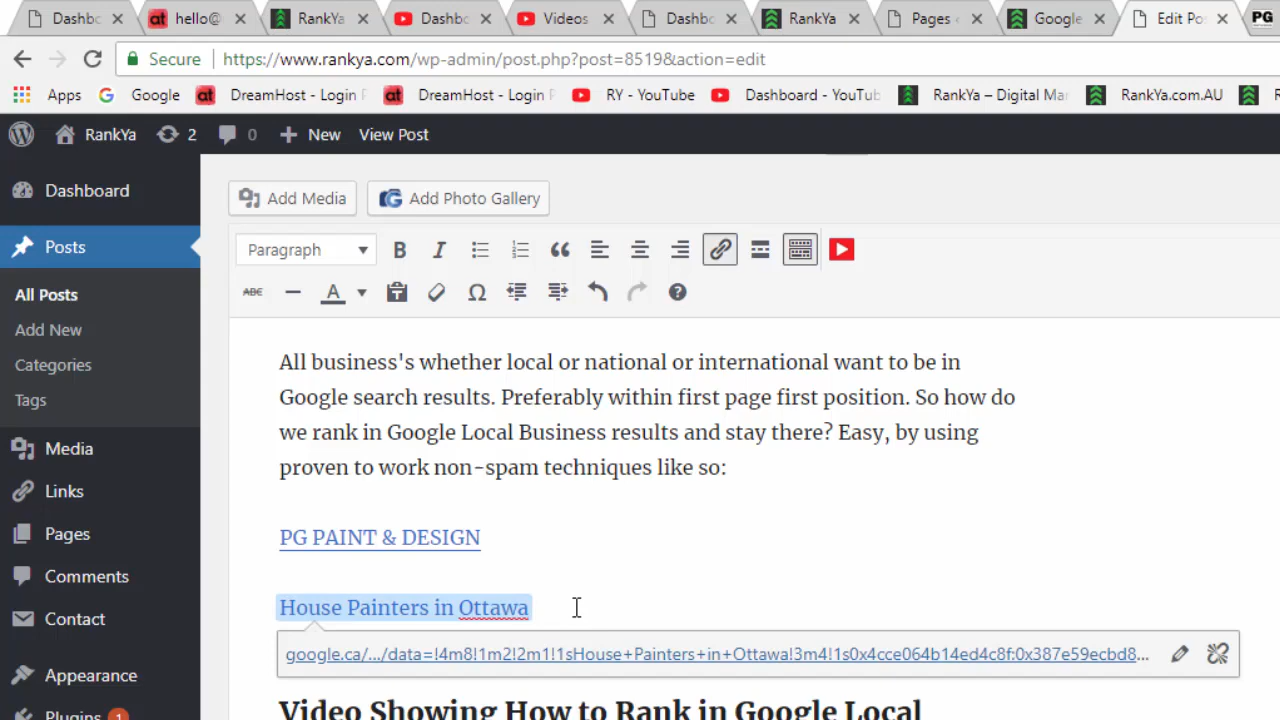 Dashbo
hello@
RankYa
Dashbo
Videos
Dashbo
RankYa
Pages
Google
Edit Po
PG
Secure https://www.rankya.com/wp-admin/post.php?post=8519&action=edit
Apps Google DreamHost - Login DreamHost - Login RY - YouTube Dashboard - YouTub RankYa – Digital Mar RankYa.com.AU
RankYa 2 0 New View Post
Dashboard
Posts
All Posts
Add New
Categories
Tags
Media
Links
Pages
Comments
Contact
Appearance
Plugins 1
Add Media Add Photo Gallery
Paragraph B I
ABC A Ω
All business's whether local or national or international want to be in
Google search results. Preferably within first page first position. So how do
we rank in Google Local Business results and stay there? Easy, by using
proven to work non-spam techniques like so:
PG PAINT & DESIGN
House Painters in Ottawa
google.ca/.../data=!4m8!1m2!2m1!1sHouse+Painters+in+Ottawa!3m4!1s0x4cce064b14ed4c8f:0x387e59ecbd8...
Video Showing How to Rank in Google Local